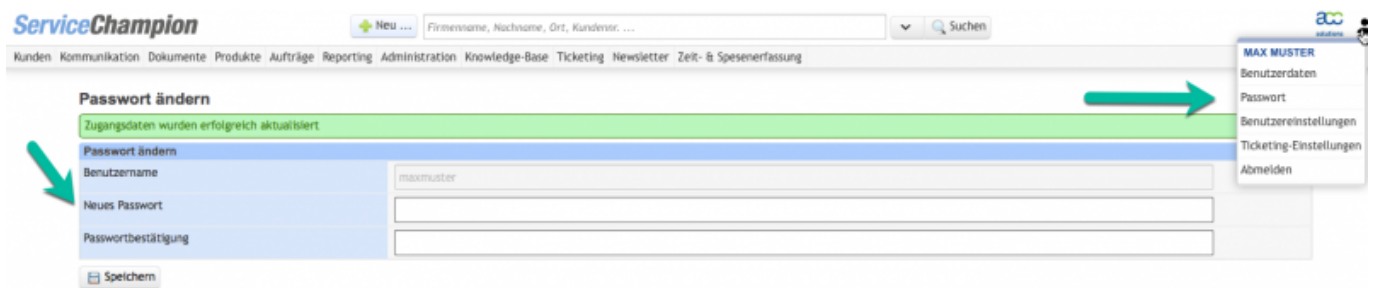 ServiceChampion
Neu ...
Firmenname, Nachname, Ort, Kundennr. ...
Suchen
acc
solutions
Kunden Kommunikation Dokumente Produkte Aufträge Reporting Administration Knowledge-Base Ticketing Newsletter Zeit- & Spesenerfassung
MAX MUSTER
Benutzerdaten
Passwort
Benutzereinstellungen
Ticketing-Einstellungen
Abmelden
Passwort ändern
Zugangsdaten wurden erfolgreich aktualisiert
Passwort ändern
Benutzername
maxmuster
Neues Passwort
Passwortbestätigung
Speichern